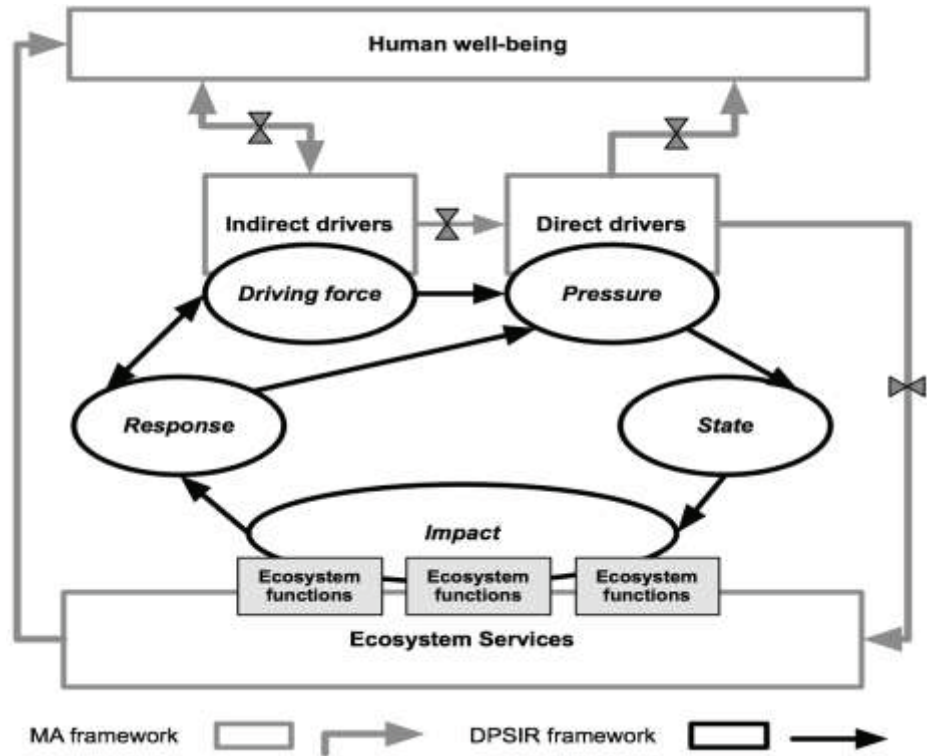 Human well-being
Indirect drivers
Direct drivers
Driving force
Pressure
Response
State
Impact
Ecosystem
functions
Ecosystem
functions
Ecosystem
functions
Ecosystem Services
MA framework
DPSIR framework